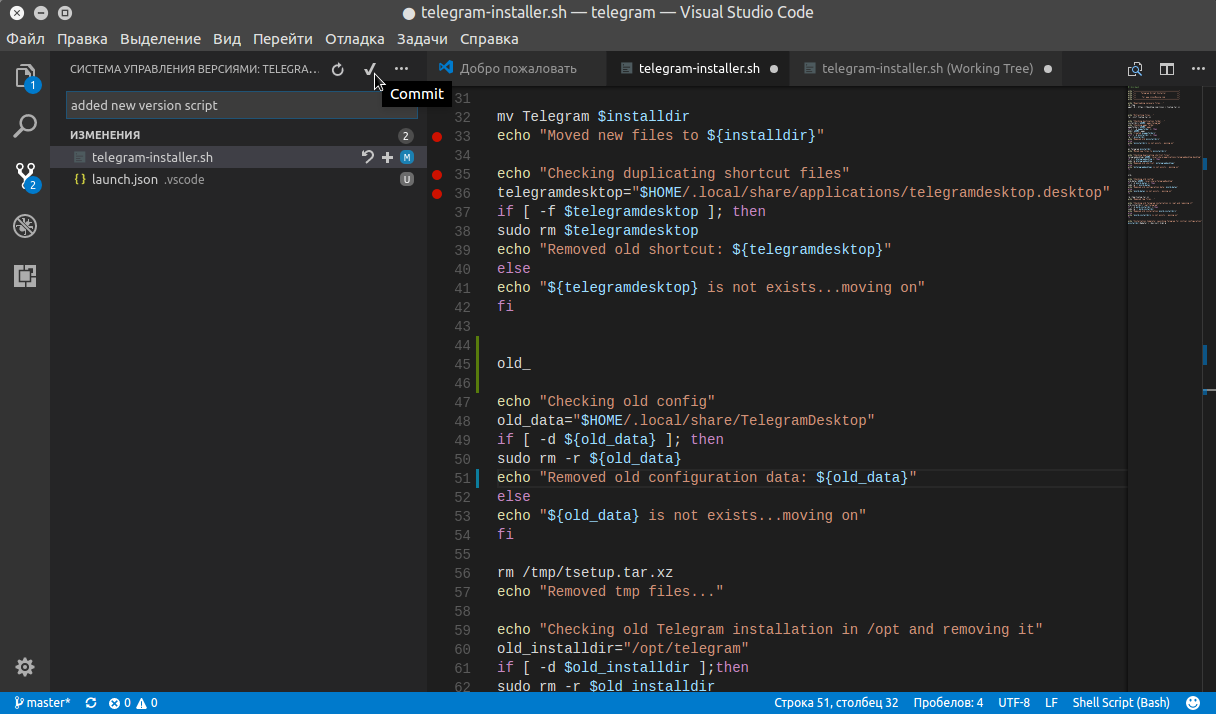 telegram-installer.sh — telegram — Visual Studio Code
Файл Правка Выделение Вид Перейти Отладка Задачи Справка
СИСТЕМА УПРАВЛЕНИЯ ВЕРСИЯМИ: TELEGRA...
Добро пожаловать
telegram-installer.sh
telegram-installer.sh (Working Tree)
1
Commit
added new version script
ИЗМЕНЕНИЯ 2
telegram-installer.sh M
launch.json .vscode U
2
31
32 mv Telegram $installdir
33 echo "Moved new files to ${installdir}"
34
35 echo "Checking duplicating shortcut files"
36 telegramdesktop="$HOME/.local/share/applications/telegramdesktop.desktop"
37 if [ -f $telegramdesktop ]; then
38 sudo rm $telegramdesktop
39 echo "Removed old shortcut: ${telegramdesktop}"
40 else
41 echo "${telegramdesktop} is not exists...moving on"
42 fi
43
44
45 old_
46
47 echo "Checking old config"
48 old_data="$HOME/.local/share/TelegramDesktop"
49 if [ -d ${old_data} ]; then
50 sudo rm -r ${old_data}
51 echo "Removed old configuration data: ${old_data}"
52 else
53 echo "${old_data} is not exists...moving on"
54 fi
55
56 rm /tmp/tsetup.tar.xz
57 echo "Removed tmp files..."
58
59 echo "Checking old Telegram installation in /opt and removing it"
60 old_installdir="/opt/telegram"
61 if [ -d $old_installdir ];then
62 sudo rm -r $old_installdir
master* 0 0 Строка 51, столбец 32 Пробелов: 4 UTF-8 LF Shell Script (Bash)